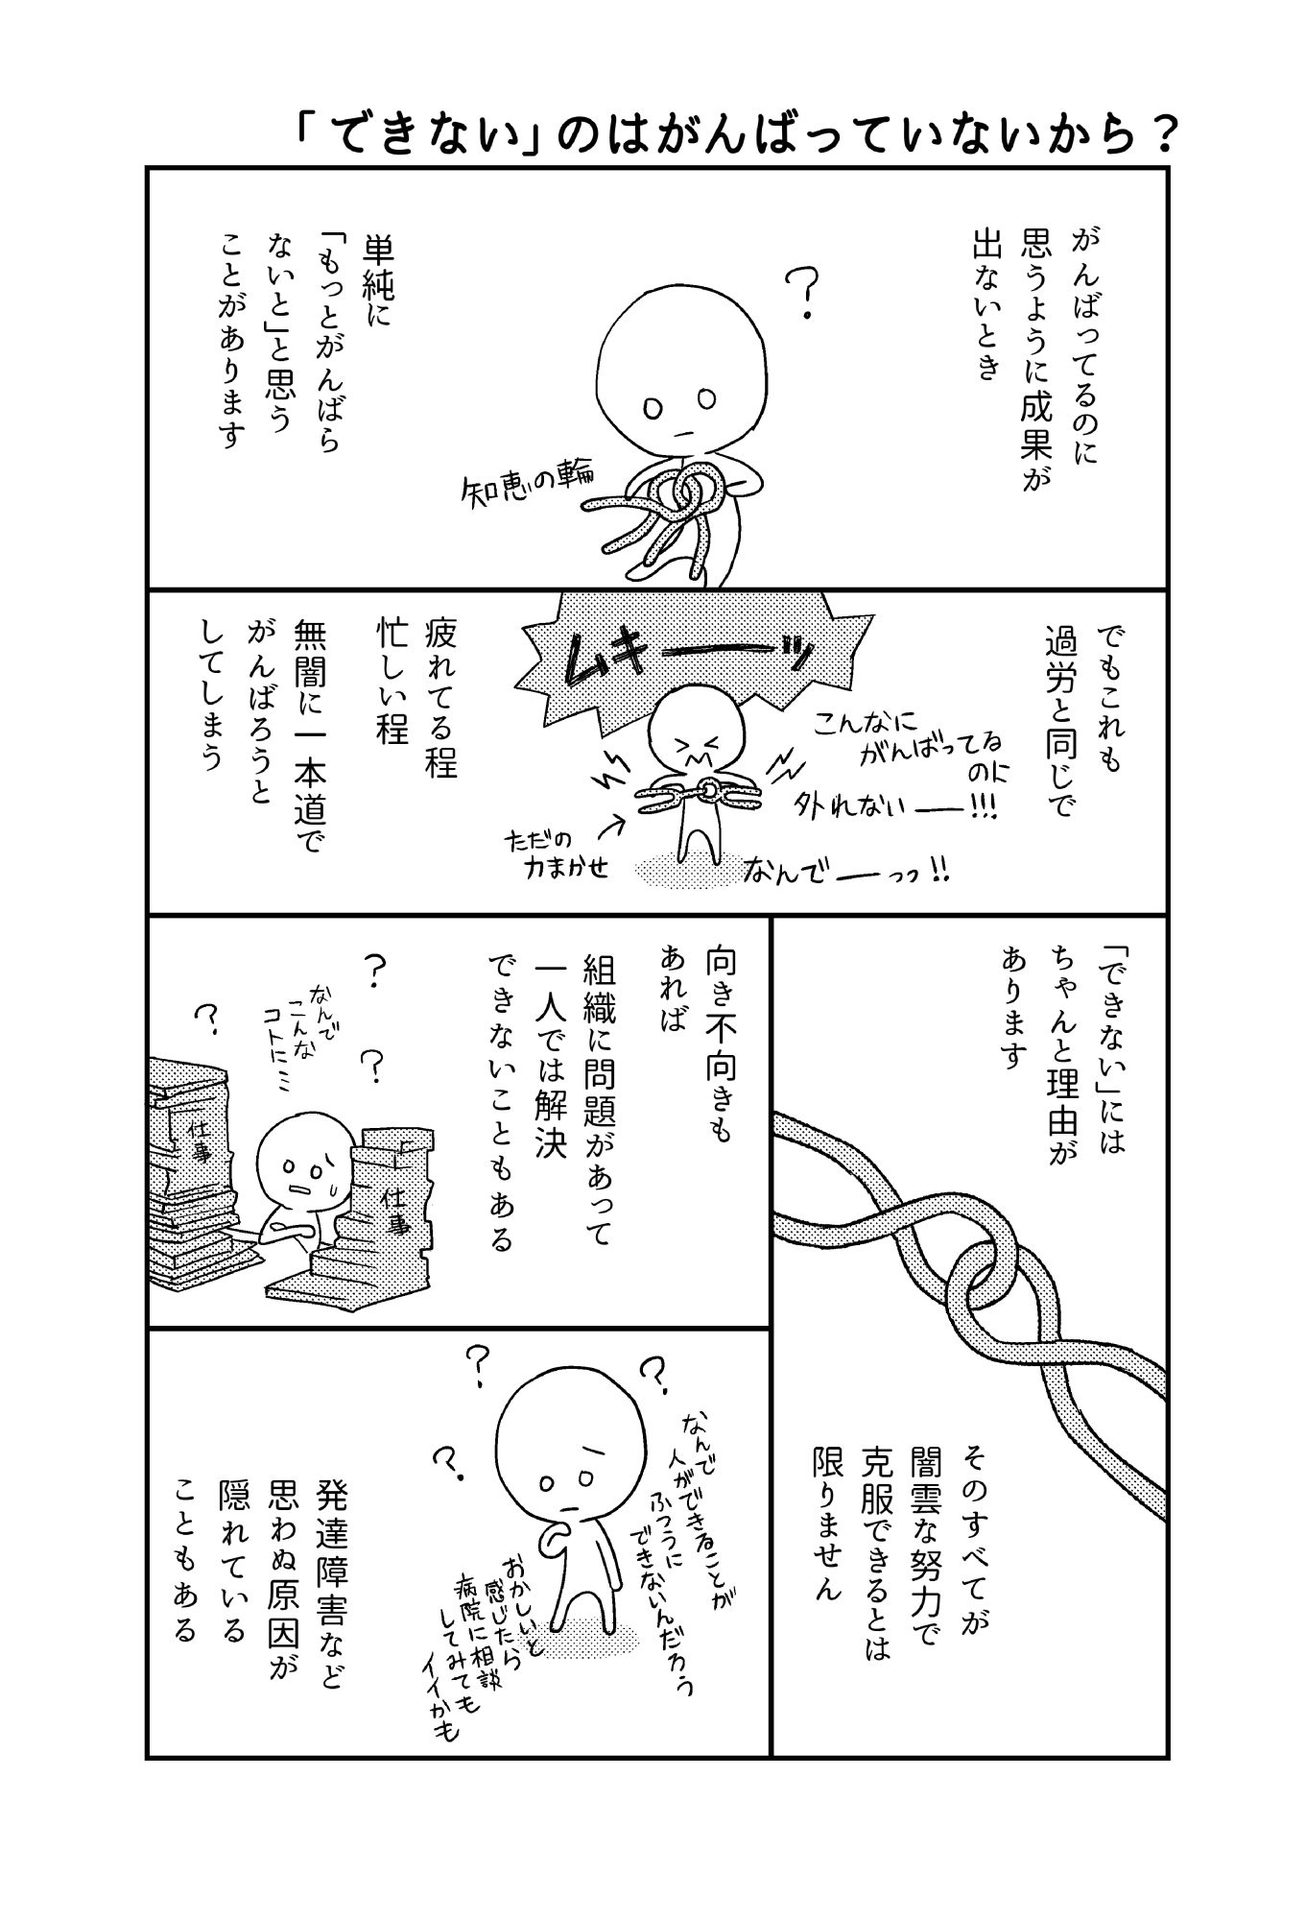 「できない」のはがんばっていないから？
がんばってるのに
思うように成果が
出ないとき
？
知恵の輪
単純に
「もっとがんばら
ないと」と思う
ことがあります
でもこれも
過労と同じで
ムキーーッ
こんなに
がんばってる
のに
外れないー!!!
なんでーっっ!!
ただの
力まかせ
疲れてる程
忙しい程
無闇に一本道で
がんばろうと
してしまう
「できない」には
ちゃんと理由が
あります
そのすべてが
闇雲な努力で
克服できるとは
限りません
向き不向きも
あれば
組織に問題があって
一人では解決
できないこともある
？
？
？
なんで
こんな
コトに…
仕事
仕事
？
？
？
なんで
人ができることが
ふつうに
できないんだろう
おかしいと
感じたら
病院に相談
してみても
イイかも
発達障害など
思わぬ原因が
隠れている
こともある